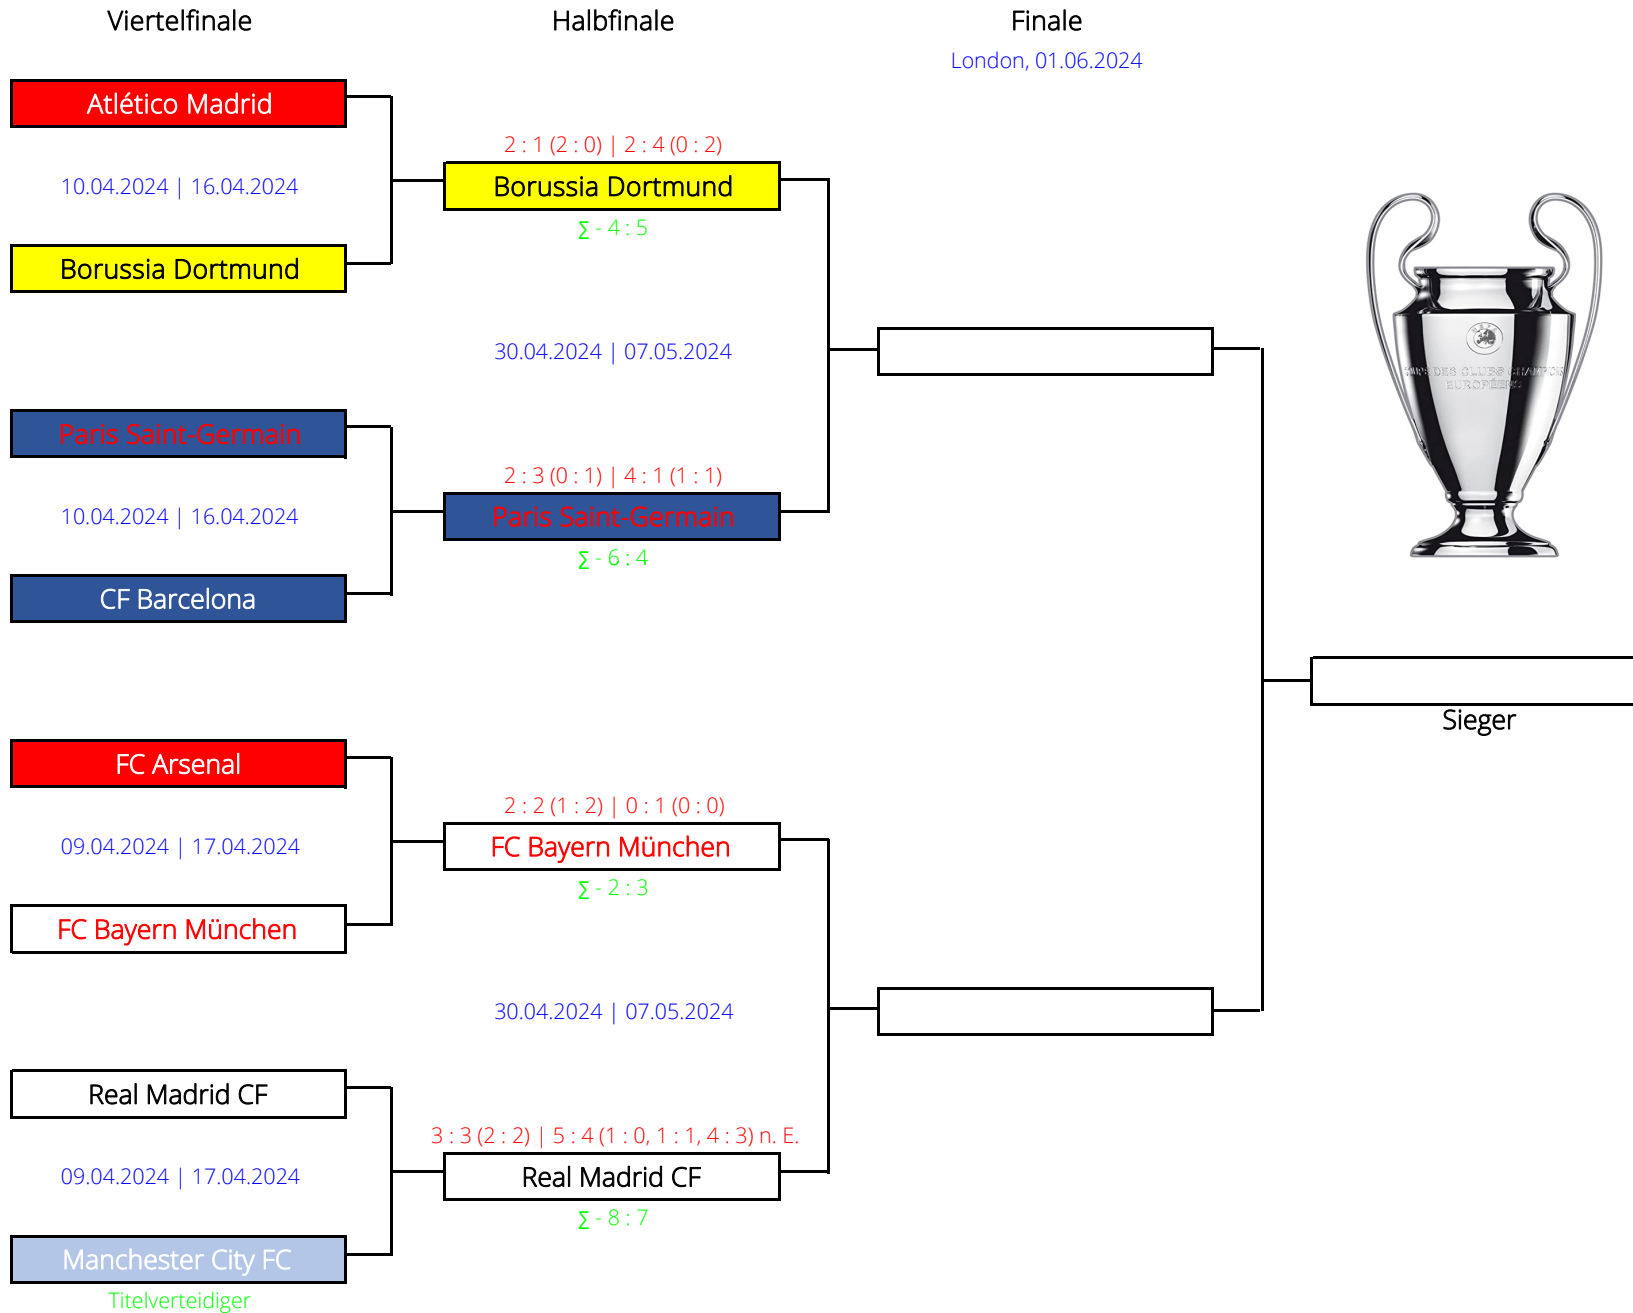 Viertelfinale
Halbfinale
Finale
London, 01.06.2024
Atlético Madrid
10.04.2024 | 16.04.2024
Borussia Dortmund
2 : 1 (2 : 0) | 2 : 4 (0 : 2)
Borussia Dortmund
∑ - 4 : 5
30.04.2024 | 07.05.2024
Paris Saint-Germain
10.04.2024 | 16.04.2024
CF Barcelona
2 : 3 (0 : 1) | 4 : 1 (1 : 1)
Paris Saint-Germain
∑ - 6 : 4
DES CLUBS
Sieger
FC Arsenal
09.04.2024 | 17.04.2024
FC Bayern München
2 : 2 (1 : 2) | 0 : 1 (0 : 0)
FC Bayern München
∑ - 2 : 3
30.04.2024 | 07.05.2024
Real Madrid CF
09.04.2024 | 17.04.2024
Manchester City FC
Titelverteidiger
3 : 3 (2 : 2) | 5 : 4 (1 : 0, 1 : 1, 4 : 3) n. E.
Real Madrid CF
∑ - 8 : 7